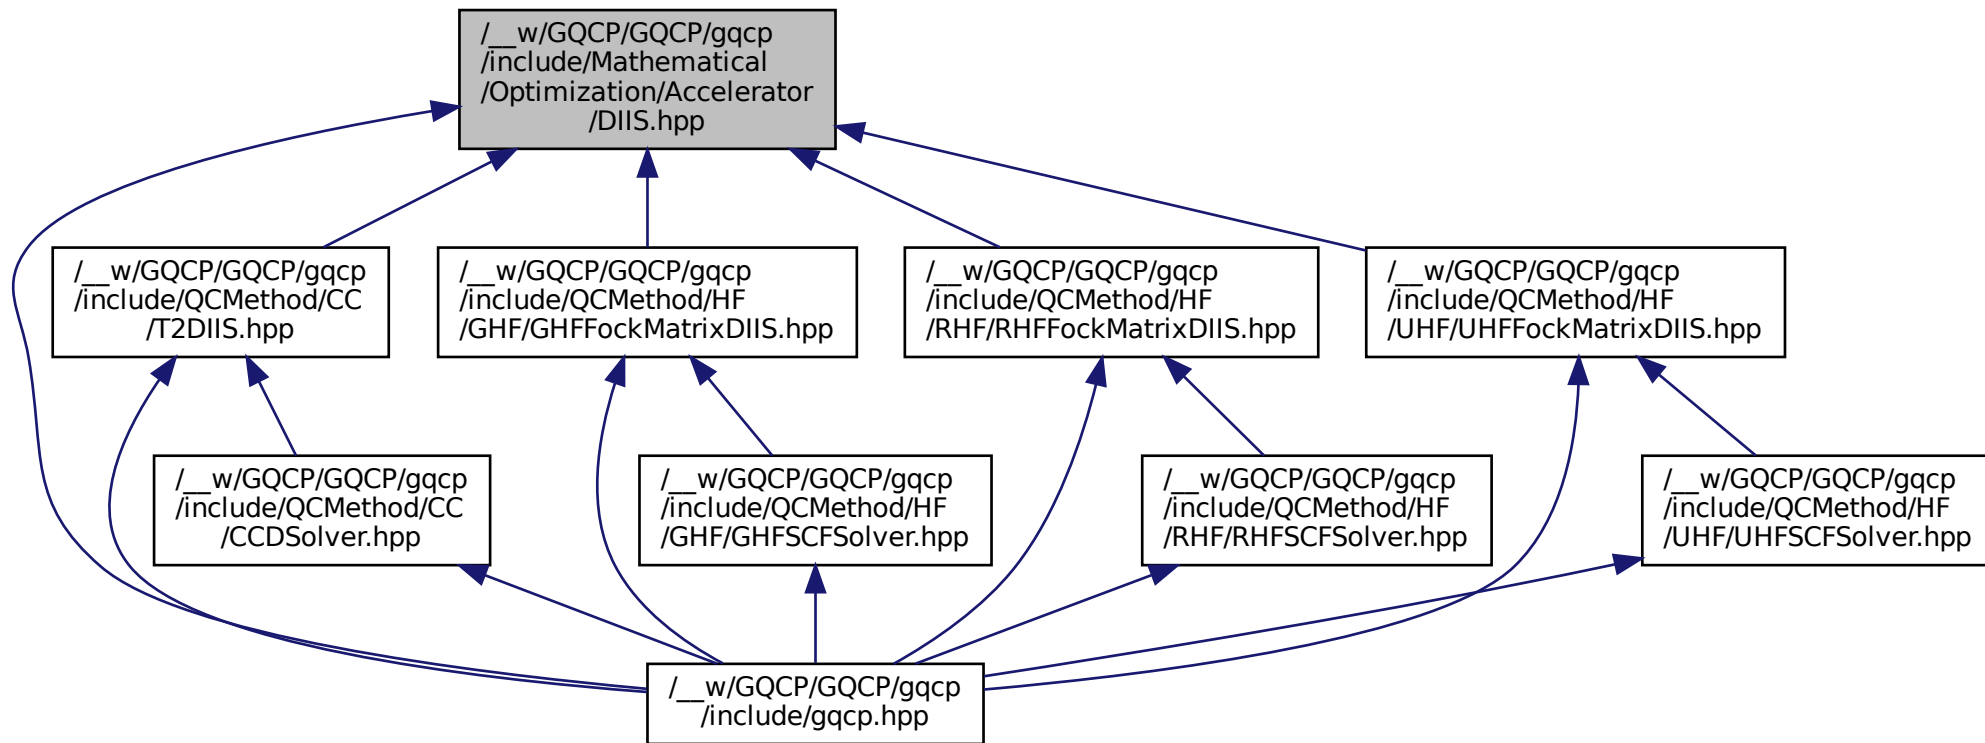 /__w/GQCP/GQCP/gqcp
/include/Mathematical
/Optimization/Accelerator
/DIIS.hpp
/__w/GQCP/GQCP/gqcp
/include/QCMethod/CC
/T2DIIS.hpp
/__w/GQCP/GQCP/gqcp
/include/QCMethod/HF
/GHF/GHFFockMatrixDIIS.hpp
/__w/GQCP/GQCP/gqcp
/include/QCMethod/HF
/RHF/RHFFockMatrixDIIS.hpp
/__w/GQCP/GQCP/gqcp
/include/QCMethod/HF
/UHF/UHFFockMatrixDIIS.hpp
/__w/GQCP/GQCP/gqcp
/include/QCMethod/CC
/CCDSolver.hpp
/__w/GQCP/GQCP/gqcp
/include/QCMethod/HF
/GHF/GHFSCFSolver.hpp
/__w/GQCP/GQCP/gqcp
/include/QCMethod/HF
/RHF/RHFSCFSolver.hpp
/__w/GQCP/GQCP/gqcp
/include/QCMethod/HF
/UHF/UHFSCFSolver.hpp
/__w/GQCP/GQCP/gqcp
/include/gqcp.hpp